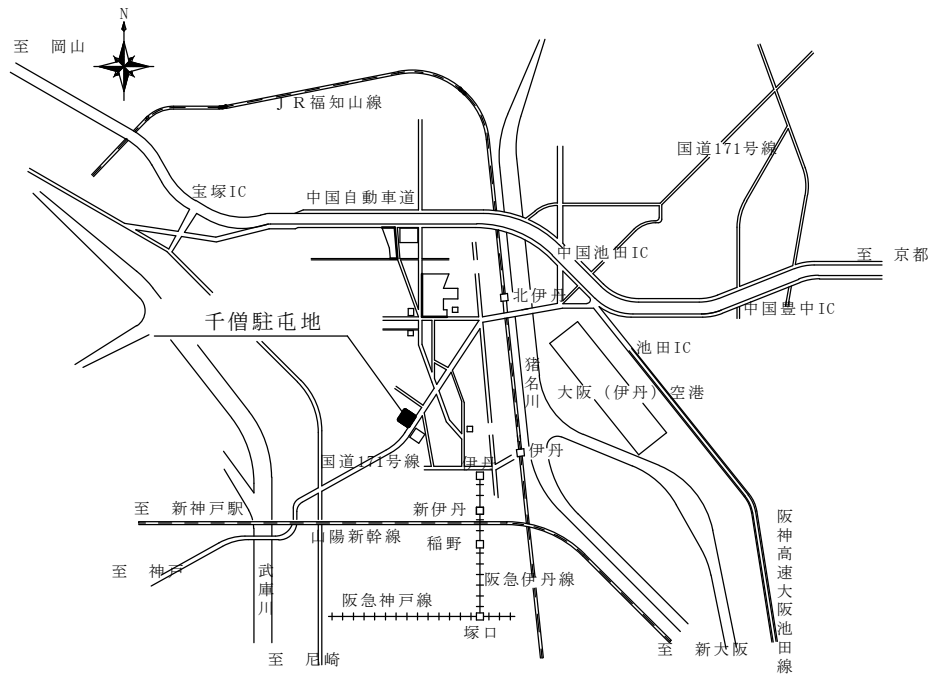 N
至　岡山
ＪＲ福知山線
国道171号線
宝塚IC
中国自動車道
中国池田IC
至　京都
北伊丹
中国豊中IC
千僧駐屯地
池田IC
猪名川
大阪（伊丹）空港
国道171号線
伊丹
伊丹
至　新神戸駅
新伊丹
山陽新幹線
稲野
阪神高速大阪池田線
至　神戸
武庫川
阪急伊丹線
阪急神戸線
塚口
至　尼崎
至　新大阪